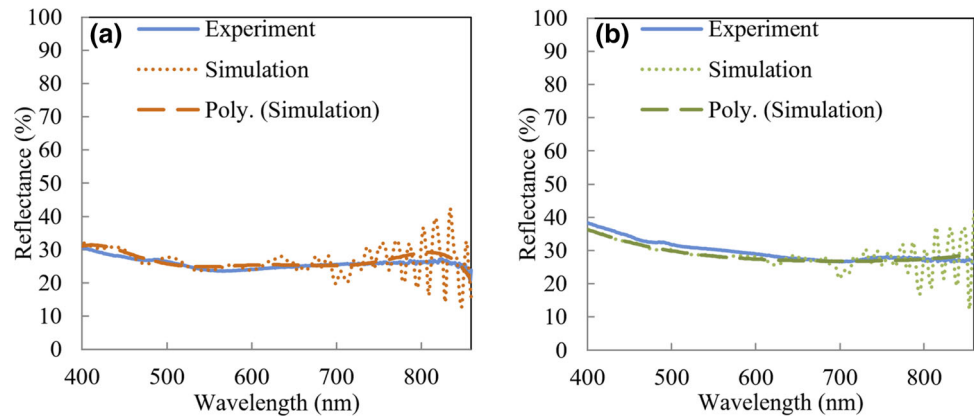 (a)
Experiment
Simulation
Poly. (Simulation)
Reflectance (%)
100
90
80
70
60
50
40
30
20
10
0
400 500 600 700 800
Wavelength (nm)
(b)
Experiment
Simulation
Poly. (Simulation)
Reflectance (%)
100
90
80
70
60
50
40
30
20
10
0
400 500 600 700 800
Wavelength (nm)